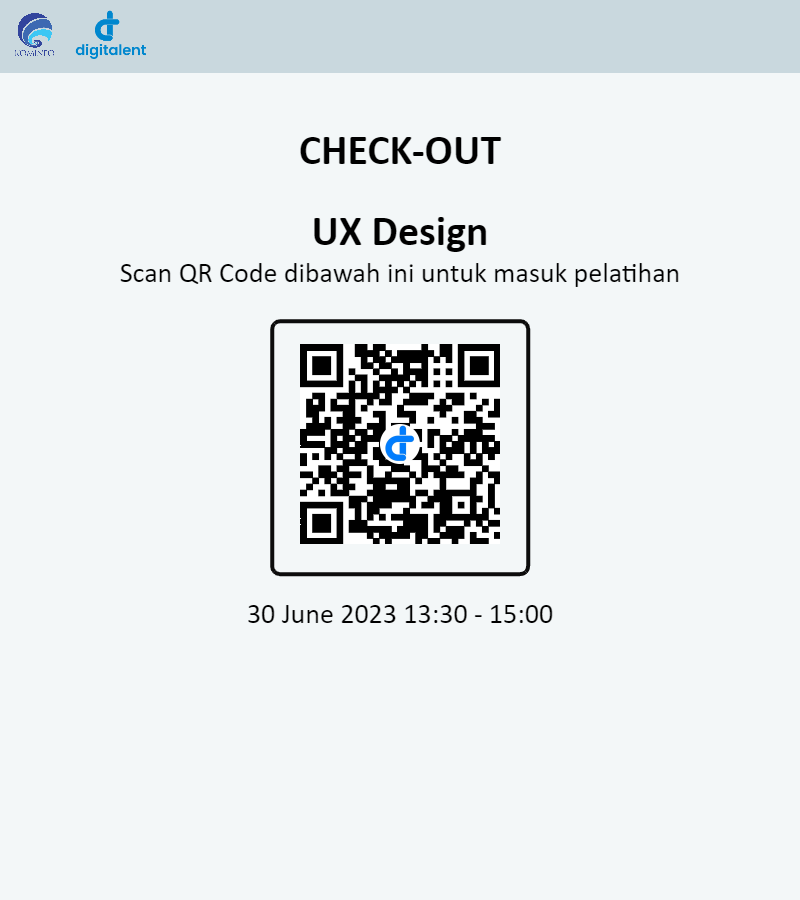 KOMINFO
digitalent
CHECK-OUT
UX Design
Scan QR Code dibawah ini untuk masuk pelatihan
30 June 2023 13:30 - 15:00